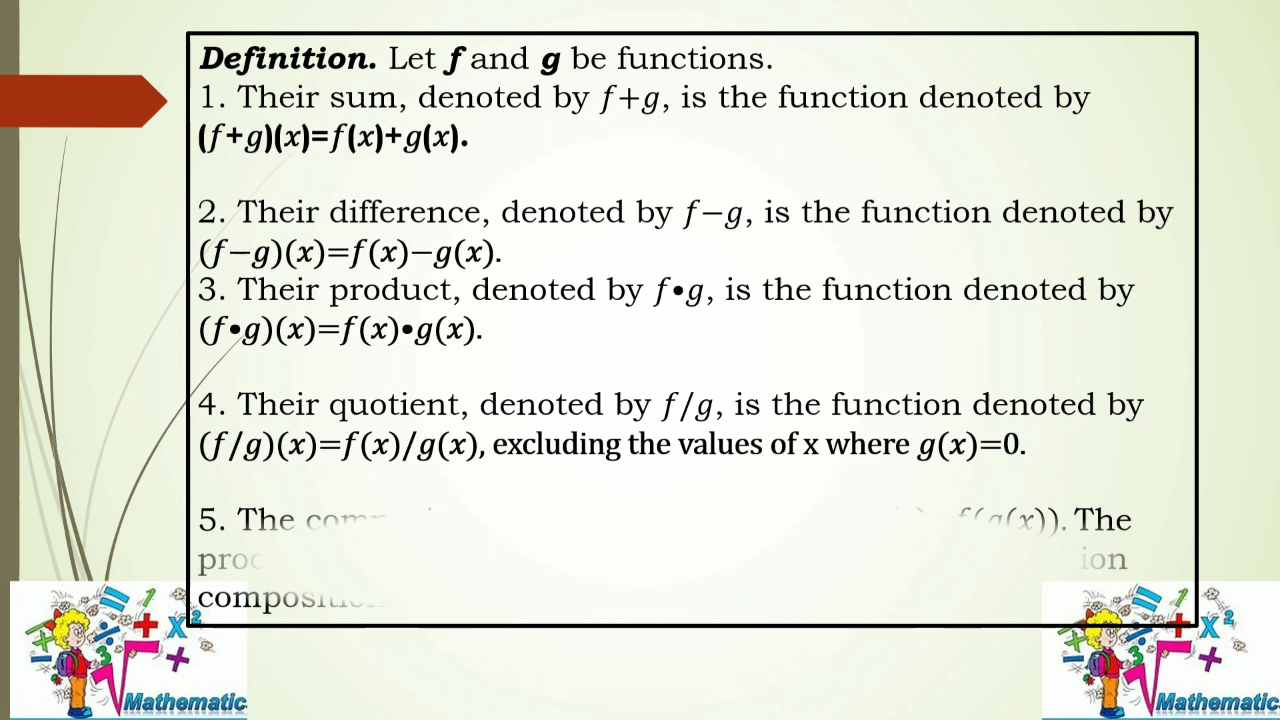 Definition. Let f and g be functions.
1. Their sum, denoted by f+g, is the function denoted by
(f+g)(x)=f(x)+g(x).
2. Their difference, denoted by f−g, is the function denoted by
(f−g)(x)=f(x)−g(x).
3. Their product, denoted by f•g, is the function denoted by
(f•g)(x)=f(x)•g(x).
4. Their quotient, denoted by f/g, is the function denoted by
(f/g)(x)=f(x)/g(x), excluding the values of x where g(x)=0.
5. The f(g(x)). The
Mathematic
Mathematic